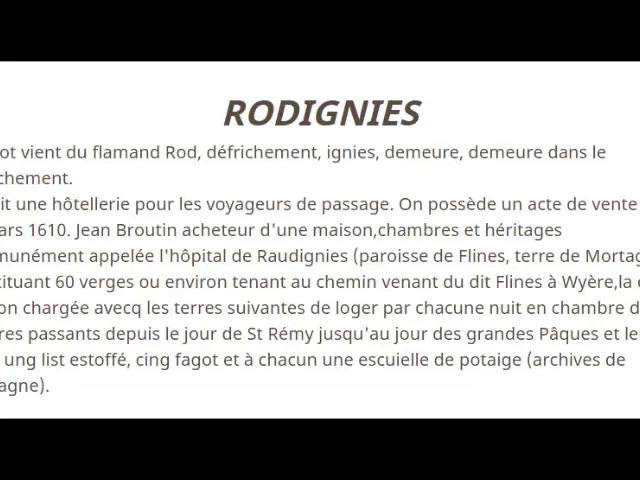 RODIGNIES
ot vient du flamand Rod, défrichement, ignies, demeure, demeure dans le
chement.
it une hôtellerie pour les voyageurs de passage. On possède un acte de vente
ars 1610. Jean Broutin acheteur d'une maison,chambres et héritages
munément appelée l'hôpital de Raudignies (paroisse de Flines, terre de Mortag
tituant 60 verges ou environ tenant au chemin venant du dit Flines à Wyère,la
on chargée avecq les terres suivantes de loger par chacune nuit en chambre d
res passants depuis le jour de St Rémy jusqu'au jour des grandes Pâques et le
ung list estoffé, cing fagot et à chacun une escuielle de potaige (archives de
agne).